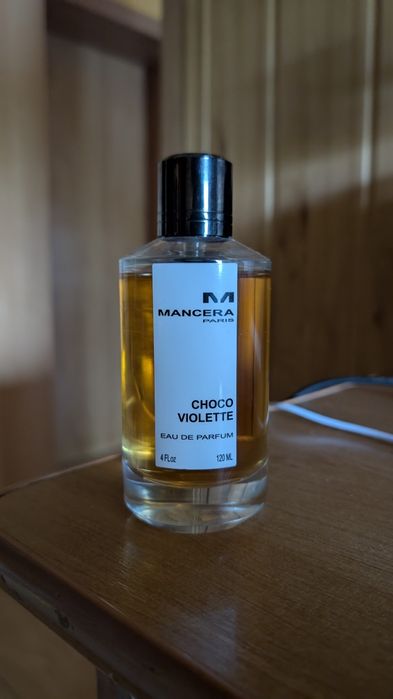 M
MANCERA
PARIS
CHOCO
VIOLETTE
EAU DE PARFUM
4 FLoz 120 ML